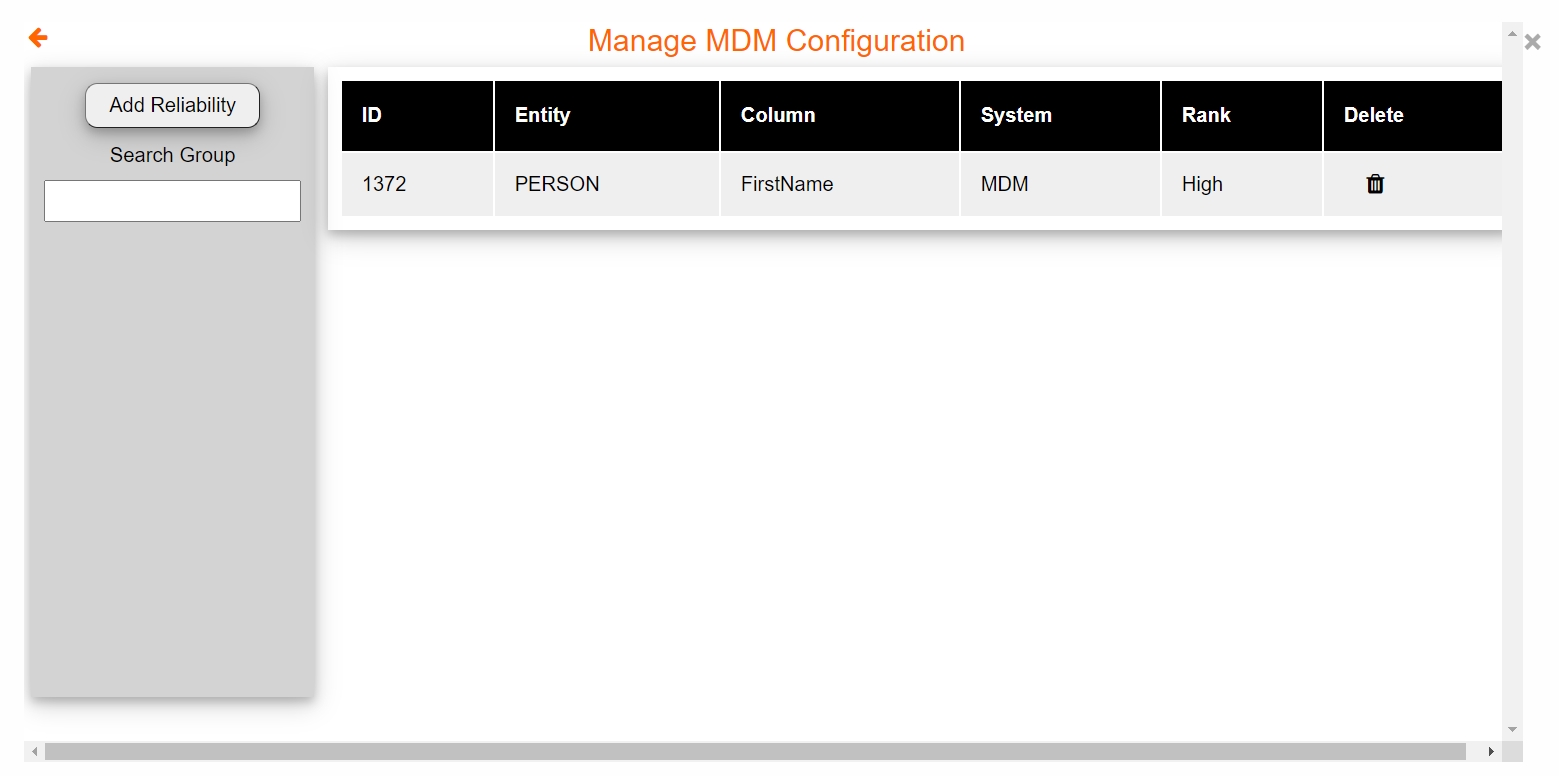 Manage MDM Configuration
Add Reliability
Search Group
ID Entity Column System Rank Delete
1372 PERSON FirstName MDM High